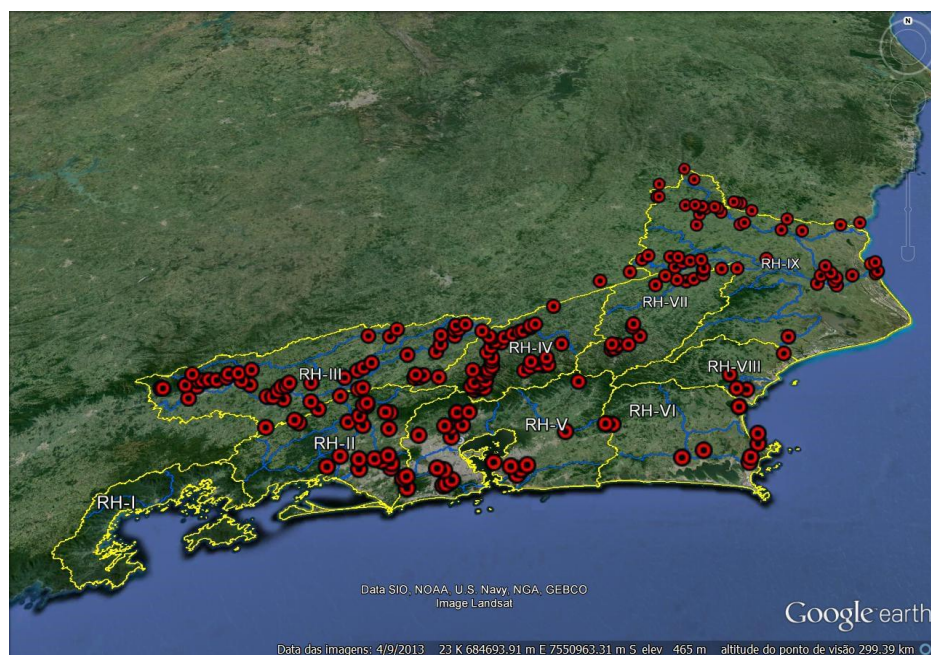 N
RH-IX
RH-VII
RH-IV
RH-VIII
RH-III
RH-VI
RH-V
RH-II
RH-I
Data SIO, NOAA, U.S. Navy, NGA, GEBCO
Image Landsat
Google earth
Data das imagens: 4/9/2013 23 K 684693.91 m E 7550963.31 m S elev 465 m altitude do ponto de visão 299.39 km